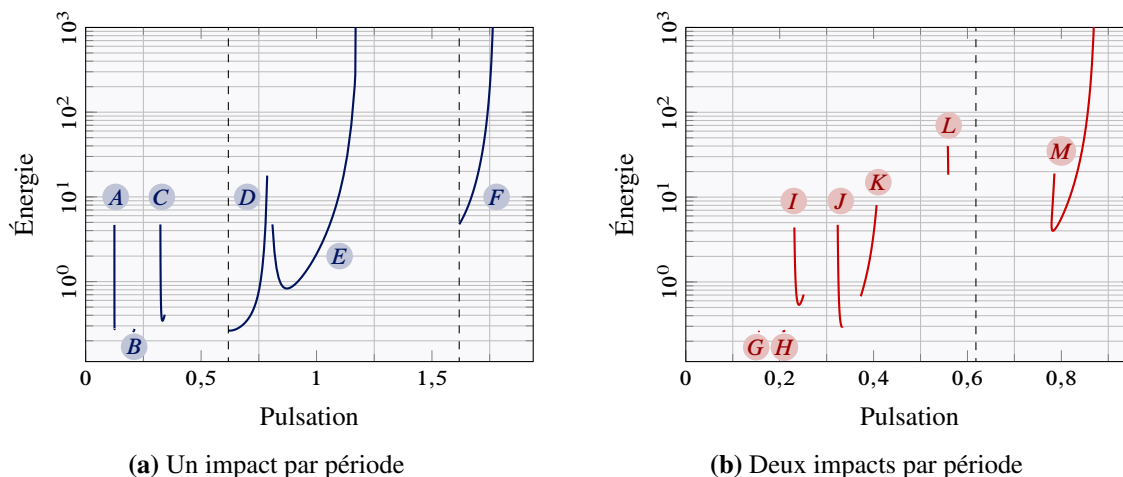 10³
10²
10¹
10⁰
Énergie
A
B
C
D
E
F
0
0,5
1
1,5
Pulsation
(a) Un impact par période
10³
10²
10¹
10⁰
Énergie
G
H
I
J
K
L
M
0
0,2
0,4
0,6
0,8
Pulsation
(b) Deux impacts par période